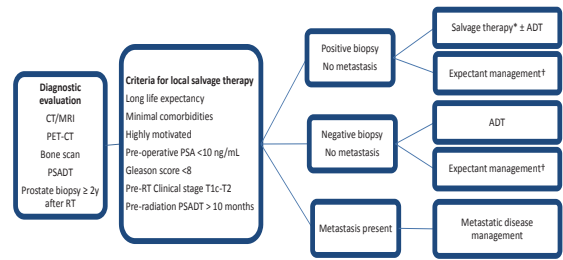 Diagnostic
evaluation
CT/MRI
PET-CT
Bone scan
PSADT
Prostate biopsy ≥ 2y
after RT
Criteria for local salvage therapy
Long life expectancy
Minimal comorbidities
Highly motivated
Pre-operative PSA <10 ng/mL
Gleason score <8
Pre-RT Clinical stage T1c-T2
Pre-radiation PSADT > 10 months
Positive biopsy
No metastasis
Salvage therapy* ± ADT
Expectant management†
Negative biopsy
No metastasis
ADT
Expectant management†
Metastasis present
Metastatic disease
management